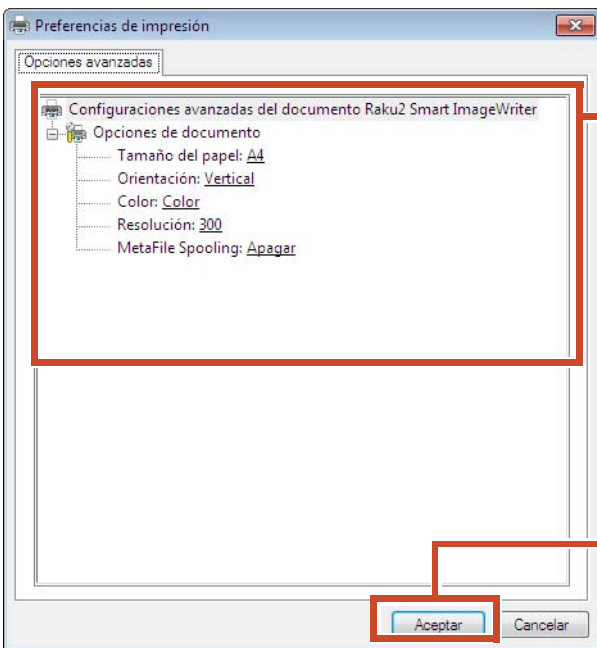 Preferencias de impresión
Opciones avanzadas
Configuraciones avanzadas del documento Raku2 Smart ImageWriter
Opciones de documento
Tamaño del papel: A4
Orientación: Vertical
Color: Color
Resolución: 300
MetaFile Spooling: Apagar
Aceptar
Cancelar